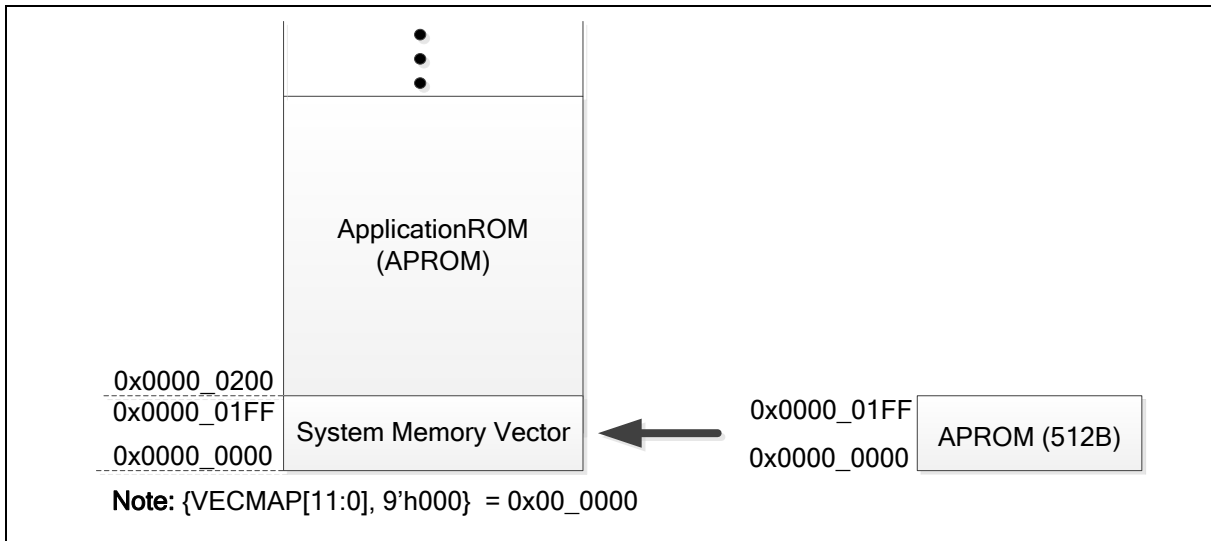 ApplicationROM
(APROM)
0x0000_0200
0x0000_01FF
System Memory Vector
0x0000_0000
0x0000_01FF
APROM (512B)
0x0000_0000
Note: {VECMAP[11:0], 9’h000} = 0x00_0000